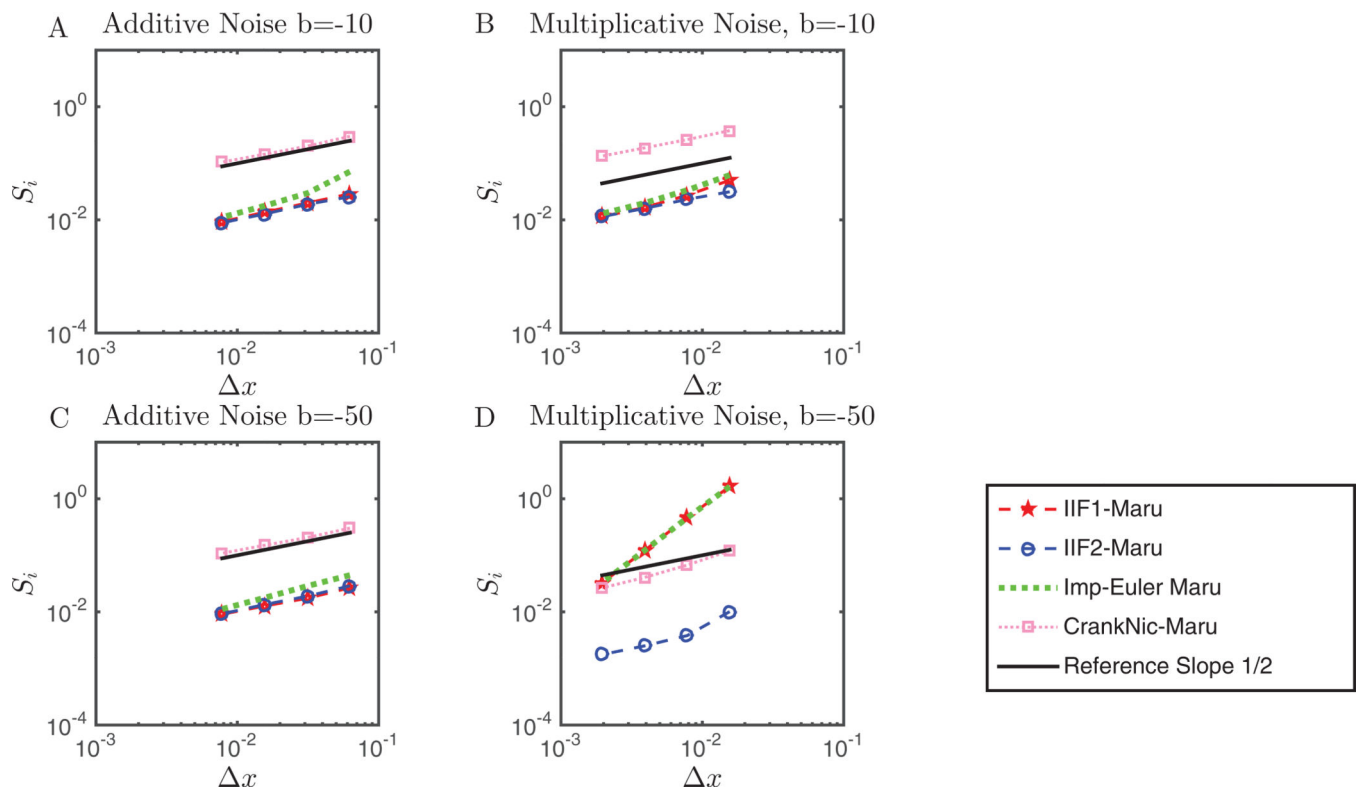 A Additive Noise b=-10
10^0
10^-2
10^-4
S_i
10^-3 10^-2 10^-1
Δx
B Multiplicative Noise, b=-10
10^0
10^-2
10^-4
S_i
10^-3 10^-2 10^-1
Δx
C Additive Noise b=-50
10^0
10^-2
10^-4
S_i
10^-3 10^-2 10^-1
Δx
D Multiplicative Noise, b=-50
10^0
10^-2
10^-4
S_i
10^-3 10^-2 10^-1
Δx
IIF1-Maru
IIF2-Maru
Imp-Euler Maru
CrankNic-Maru
Reference Slope 1/2